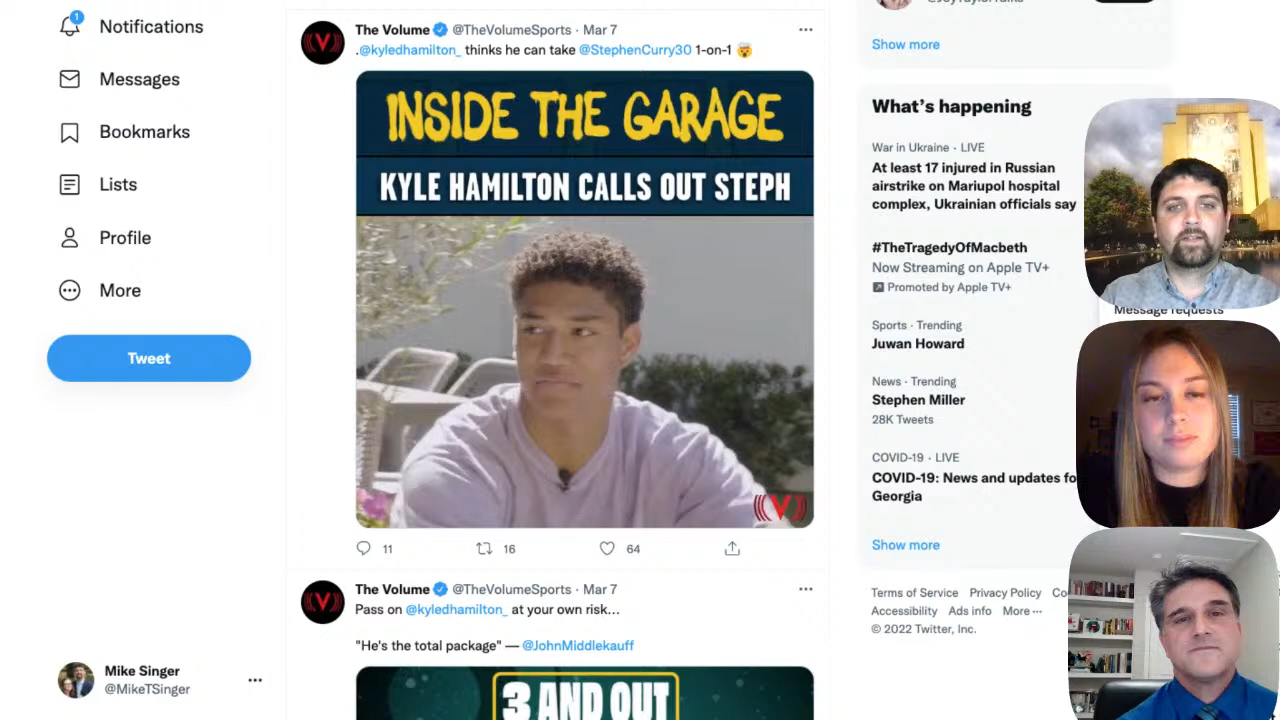 1
Notifications
Messages
Bookmarks
Lists
Profile
More
Tweet
Mike Singer
@MikeTSinger
The Volume @TheVolumeSports · Mar 7
.@kyledhamilton_ thinks he can take @StephenCurry30 1-on-1 🤯
INSIDE THE GARAGE
KYLE HAMILTON CALLS OUT STEPH
V
11 16 64
The Volume @TheVolumeSports · Mar 7
Pass on @kyledhamilton_ at your own risk...
"He's the total package" — @JohnMiddlekauff
3 AND OUT
Show more
What's happening
War in Ukraine · LIVE
At least 17 injured in Russian
airstrike on Mariupol hospital
complex, Ukrainian officials say
#TheTragedyOfMacbeth
Now Streaming on Apple TV+
Promoted by Apple TV+
Message requests
Sports · Trending
Juwan Howard
News · Trending
Stephen Miller
28K Tweets
COVID-19 · LIVE
COVID-19: News and updates fo
Georgia
Show more
Terms of Service Privacy Policy Co
Accessibility Ads info More ···
© 2022 Twitter, Inc.